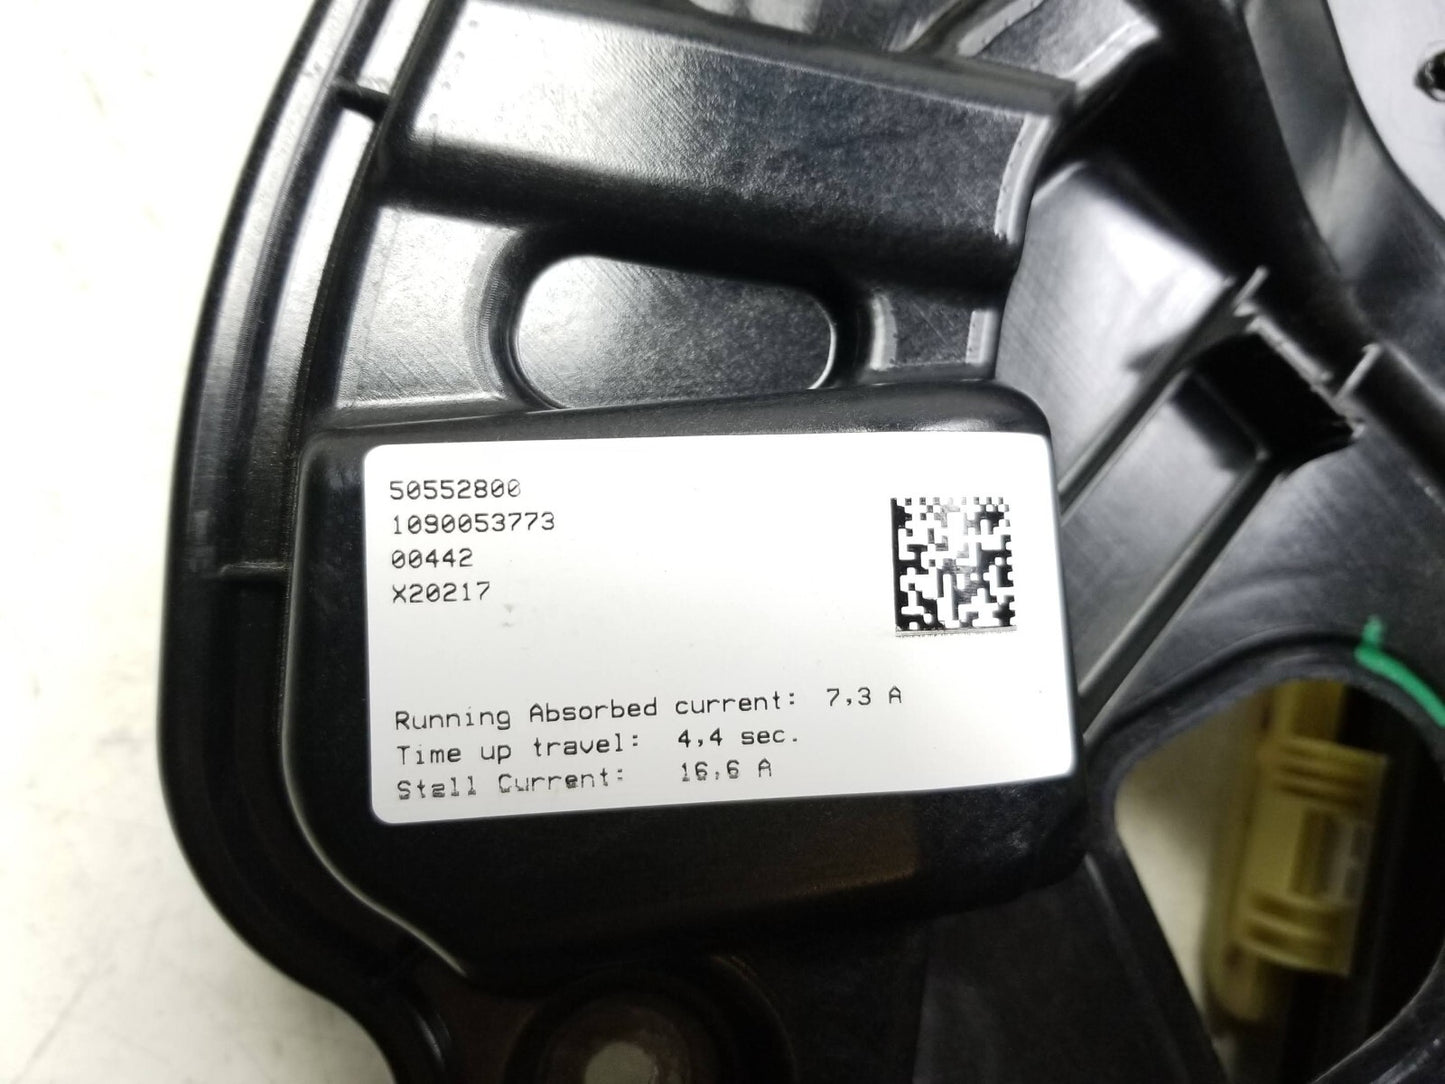 50552800
1090053773
00442
X20217
Running Absorbed current: 7,3 A
Time up travel: 4,4 sec.
Stall Current: 16,6 A